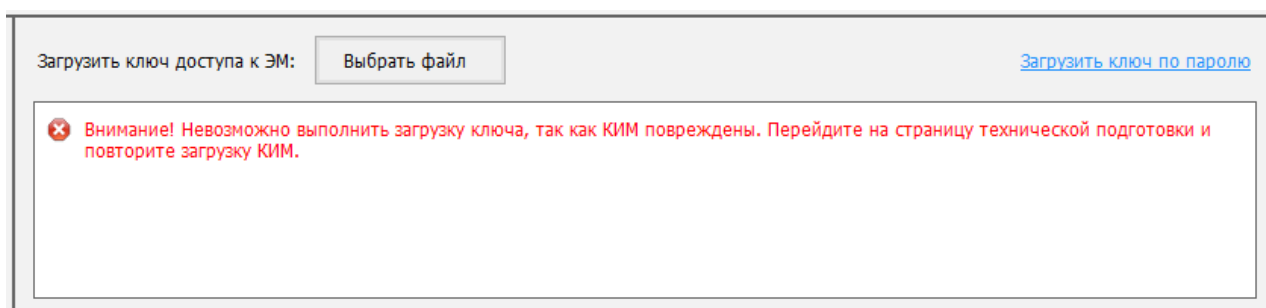 Загрузить ключ доступа к ЭМ: Выбрать файл Загрузить ключ по паролю
Внимание! Невозможно выполнить загрузку ключа, так как КИМ повреждены. Перейдите на страницу технической подготовки и
повторите загрузку КИМ.